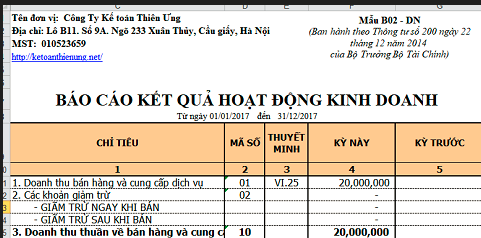 C D E F G
Tên đơn vị: Công Ty Kế toán Thiên Ưng
Mẫu B02 - DN
Địa chỉ: Lô B11. Số 9A. Ngõ 233 Xuân Thủy, Cầu giấy, Hà Nội
(Ban hành theo Thông tư số 200 ngày 22
MST: 010523659
tháng 12 năm 2014
http://ketoanthienung.net/
của Bộ Trưởng Bộ Tài Chính)
BÁO CÁO KẾT QUẢ HOẠT ĐỘNG KINH DOANH
Từ ngày 01/01/2017 đến 31/12/2017
CHỈ TIÊU MÃ SỐ THUYẾT MINH KỲ NÀY KỲ TRƯỚC
1 2 3 4 5
1. Doanh thu bán hàng và cung cấp dịch vụ 01 VI.25 20,000,000
2. Các khoản giảm trừ 02 -
- GIẢM TRỪ NGAY KHI BÁN -
- GIẢM TRỪ SAU KHI BÁN -
3. Doanh thuần về bán hàng và cung c 10 20,000,000